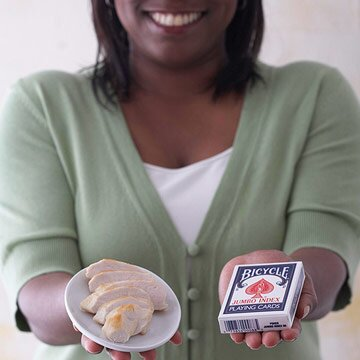 BICYCLE
JUMBO INDEX
PLAYING CARDS